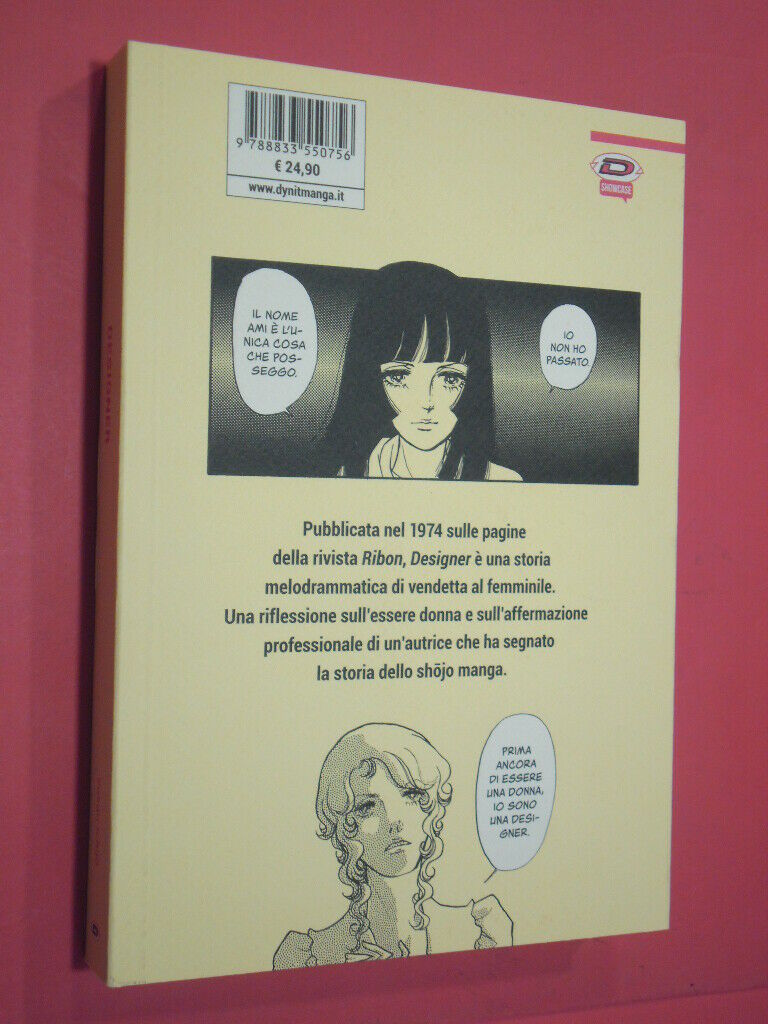 9 788833 550756
€ 24,90
www.dynitmanga.it
D
SHOWCASE
IL NOME
AMI È L'U-
NICA COSA
CHE POS-
SEGGO.
IO
NON HO
PASSATO.
Pubblicata nel 1974 sulle pagine
della rivista Ribon, Designer è una storia
melodrammatica di vendetta al femminile.
Una riflessione sull'essere donna e sull'affermazione
professionale di un'autrice che ha segnato
la storia dello shōjo manga.
PRIMA
ANCORA
DI ESSERE
UNA DONNA,
IO SONO
UNA DESI-
GNER.
DESIGNER
D